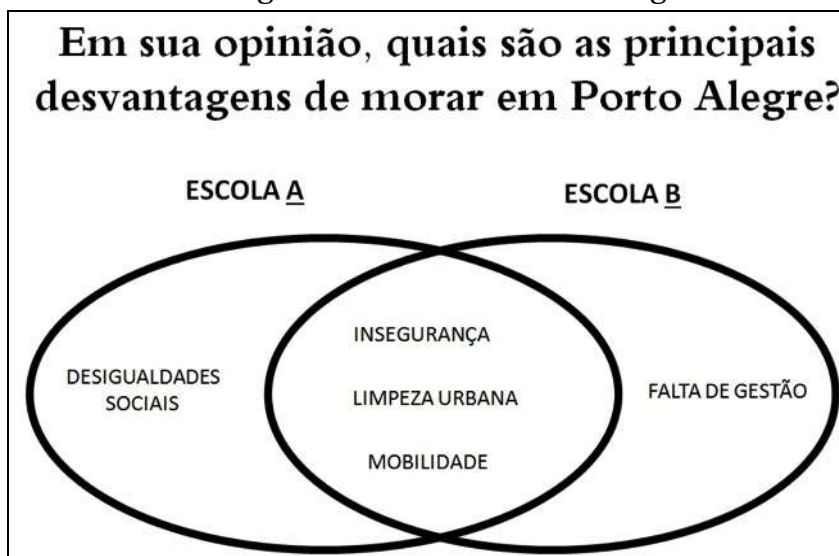 Em sua opinião, quais são as principais
desvantagens de morar em Porto Alegre?
ESCOLA A
ESCOLA B
DESIGUALDADES
SOCIAIS
INSEGURANÇA
LIMPEZA URBANA
MOBILIDADE
FALTA DE GESTÃO